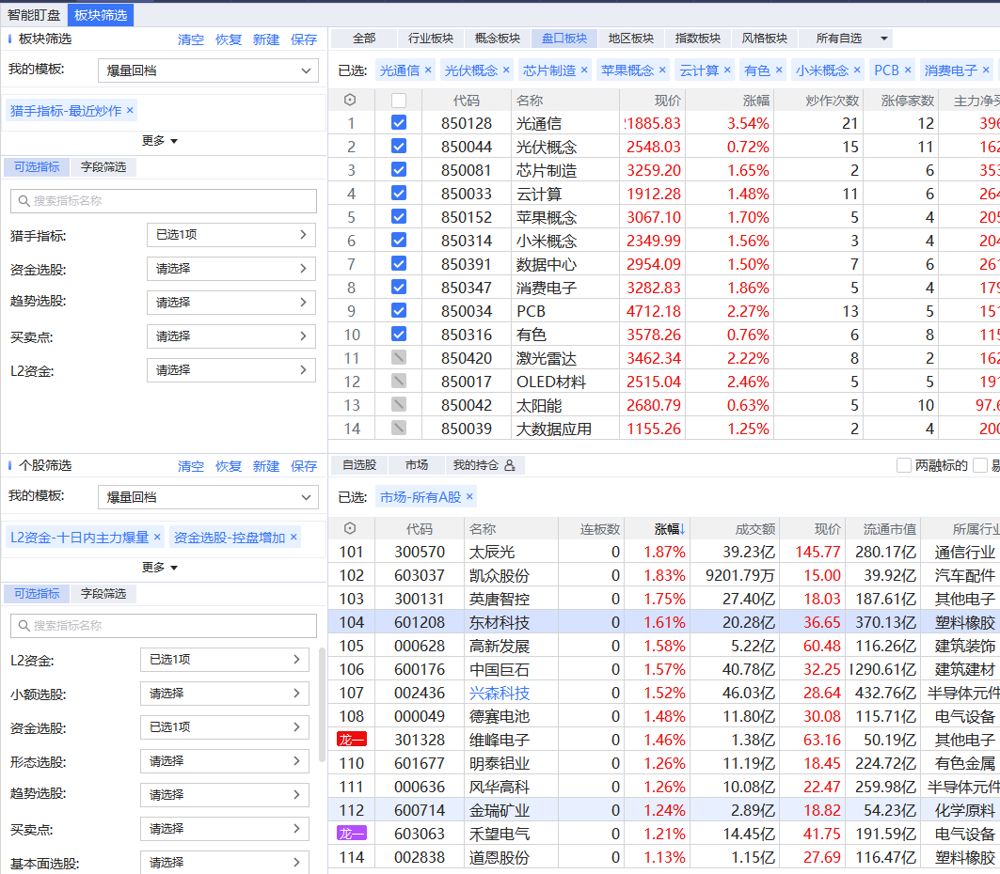 智能盯盘 板块筛选
板块筛选 清空 恢复 新建 保存
我的模板: 爆量回档
猎手指标-最近炒作 ×
更多
可选指标 字段筛选
搜索指标名称
猎手指标: 已选1项
资金选股: 请选择
趋势选股: 请选择
买卖点: 请选择
L2资金: 请选择
全部 行业板块 概念板块 盘口板块 地区板块 指数板块 风格板块 所有自选
已选: 光通信 × 光伏概念 × 芯片制造 × 苹果概念 × 云计算 × 有色 × 小米概念 × PCB × 消费电子 ×
代码 名称 现价 涨幅 炒作次数 涨停家数 主力净买
1 850128 光通信 21885.83 3.54% 21 12 396
2 850044 光伏概念 2548.03 0.72% 15 11 162
3 850081 芯片制造 3259.20 1.65% 2 6 353
4 850033 云计算 1912.28 1.48% 11 6 264
5 850152 苹果概念 3067.10 1.70% 5 4 205
6 850314 小米概念 2349.99 1.56% 3 4 204
7 850391 数据中心 2954.09 1.50% 7 6 261
8 850347 消费电子 3282.83 1.86% 5 4 179
9 850034 PCB 4712.18 2.27% 13 5 151
10 850316 有色 3578.26 0.76% 6 8 115
11 850420 激光雷达 3462.34 2.22% 8 2 162
12 850017 OLED材料 2515.04 2.46% 5 5 191
13 850042 太阳能 2680.79 0.63% 5 10 97.6
14 850039 大数据应用 1155.26 1.25% 2 4 200
个股筛选 清空 恢复 新建 保存
我的模板: 爆量回档
L2资金-十日内主力爆量 × 资金选股-控盘增加 ×
更多
可选指标 字段筛选
搜索指标名称
L2资金: 已选1项
小额选股: 请选择
资金选股: 已选1项
形态选股: 请选择
趋势选股: 请选择
买卖点: 请选择
基本面选股: 请选择
自选股 市场 我的持仓 两融标的
已选: 市场-所有A股 ×
代码 名称 连板数 涨幅↓ 成交额 现价 流通市值 所属行业
101 300570 太辰光 0 1.87% 39.23亿 145.77 280.17亿 通信行业
102 603037 凯众股份 0 1.83% 9201.79万 15.00 39.92亿 汽车配件
103 300131 英唐智控 0 1.75% 27.40亿 18.03 187.61亿 其他电子
104 601208 东材科技 0 1.61% 20.28亿 36.65 370.13亿 塑料橡胶
105 000628 高新发展 0 1.58% 5.22亿 60.48 116.26亿 建筑装饰
106 600176 中国巨石 0 1.57% 40.78亿 32.25 1290.61亿 建筑建材
107 002436 兴森科技 0 1.52% 46.03亿 28.64 432.76亿 半导体元件
108 000049 德赛电池 0 1.48% 11.80亿 30.08 115.71亿 电气设备
龙一 301328 维峰电子 0 1.46% 1.38亿 63.16 50.19亿 其他电子
110 601677 明泰铝业 0 1.26% 11.19亿 18.45 224.72亿 有色金属
111 000636 风华高科 0 1.26% 10.08亿 22.47 259.98亿 半导体元件
112 600714 金瑞矿业 0 1.24% 2.89亿 18.82 54.23亿 化学原料
龙一 603063 禾望电气 0 1.21% 14.45亿 41.75 191.59亿 电气设备
114 002838 道恩股份 0 1.13% 1.15亿 27.69 116.47亿 塑料橡胶